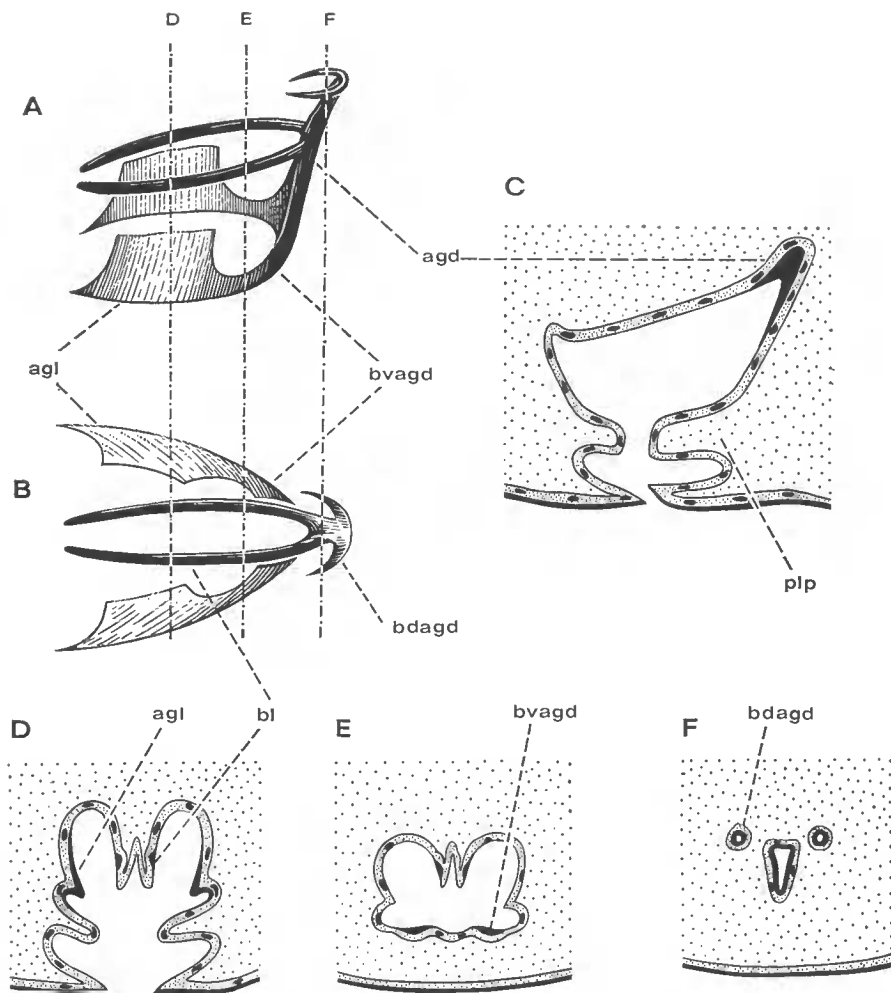 D E F
A
C
agd
agl bvagd
B
plp
bdagd
agl bl bvagd bdagd
D E F